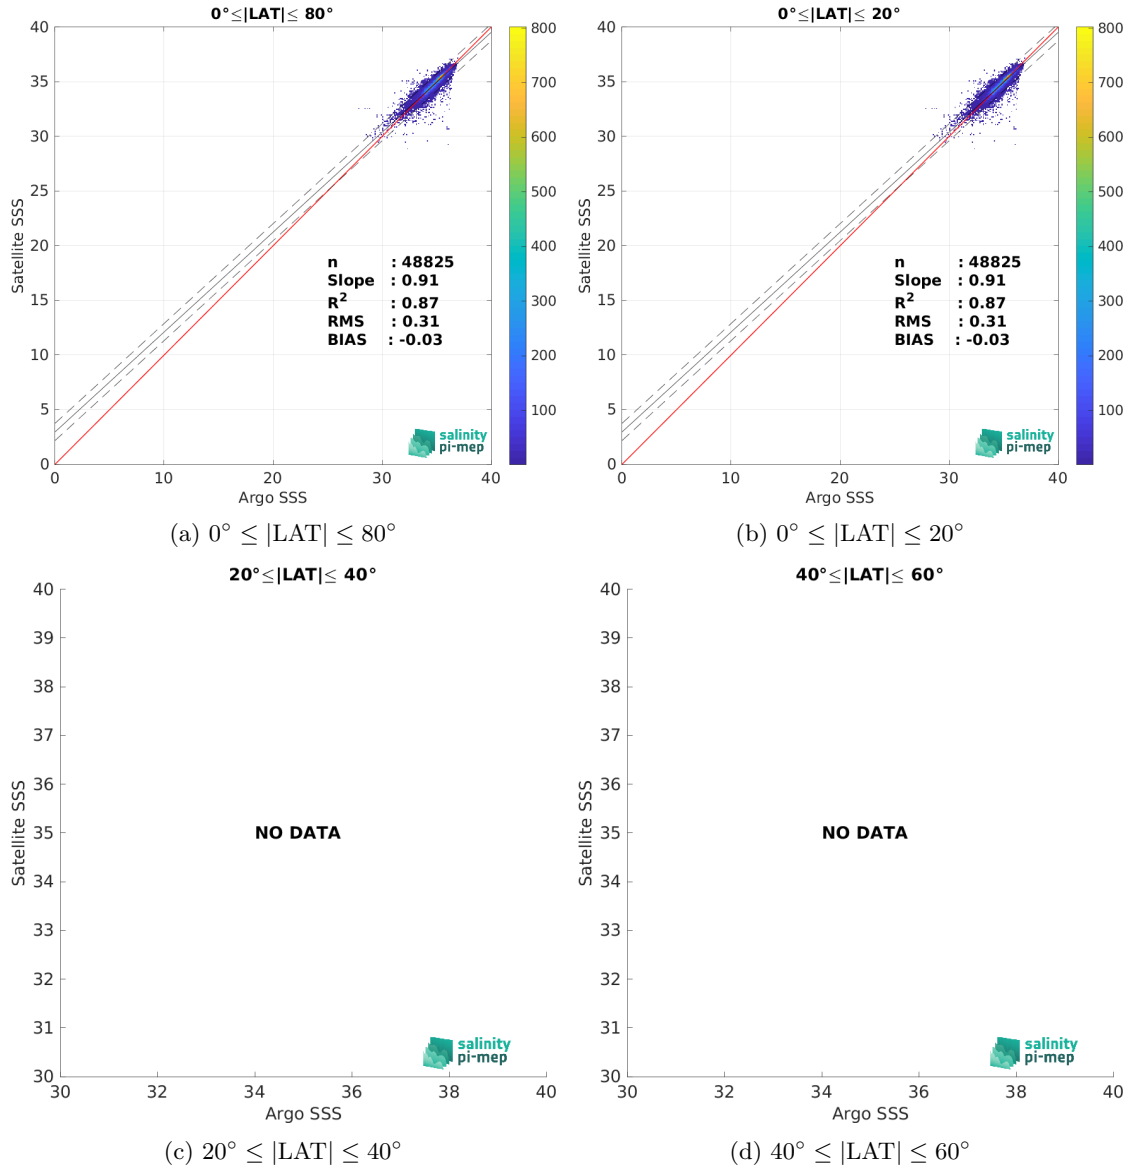 0°≤|LAT|≤ 80°
40
35
30
25
20
15
10
5
0
Satellite SSS
n : 48825
Slope : 0.91
R² : 0.87
RMS : 0.31
BIAS : -0.03
salinity
pi-mep
0 10 20 30 40
Argo SSS
800
700
600
500
400
300
200
100
(a) 0° ≤ |LAT| ≤ 80°
0°≤|LAT|≤ 20°
40
35
30
25
20
15
10
5
0
Satellite SSS
n : 48825
Slope : 0.91
R² : 0.87
RMS : 0.31
BIAS : -0.03
salinity
pi-mep
0 10 20 30 40
Argo SSS
800
700
600
500
400
300
200
100
(b) 0° ≤ |LAT| ≤ 20°
20°≤|LAT|≤ 40°
40
39
38
37
36
35
34
33
32
31
30
Satellite SSS
NO DATA
salinity
pi-mep
30 32 34 36 38 40
Argo SSS
(c) 20° ≤ |LAT| ≤ 40°
40°≤|LAT|≤ 60°
40
39
38
37
36
35
34
33
32
31
30
Satellite SSS
NO DATA
salinity
pi-mep
30 32 34 36 38 40
Argo SSS
(d) 40° ≤ |LAT| ≤ 60°